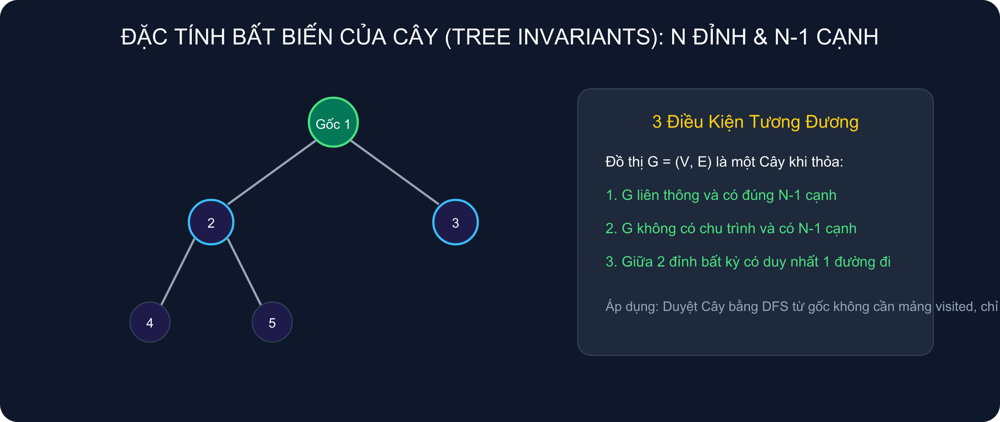 ĐẶC TÍNH BẤT BIẾN CỦA CÂY (TREE INVARIANTS): N ĐỈNH & N-1 CẠNH
Gốc 1
2
3
4
5
3 Điều Kiện Tương Đương
Đồ thị G = (V, E) là một Cây khi thỏa:
1. G liên thông và có đúng N-1 cạnh
2. G không có chu trình và có N-1 cạnh
3. Giữa 2 đỉnh bất kỳ có duy nhất 1 đường đi
Áp dụng: Duyệt Cây bằng DFS từ gốc không cần mảng visited, chỉ